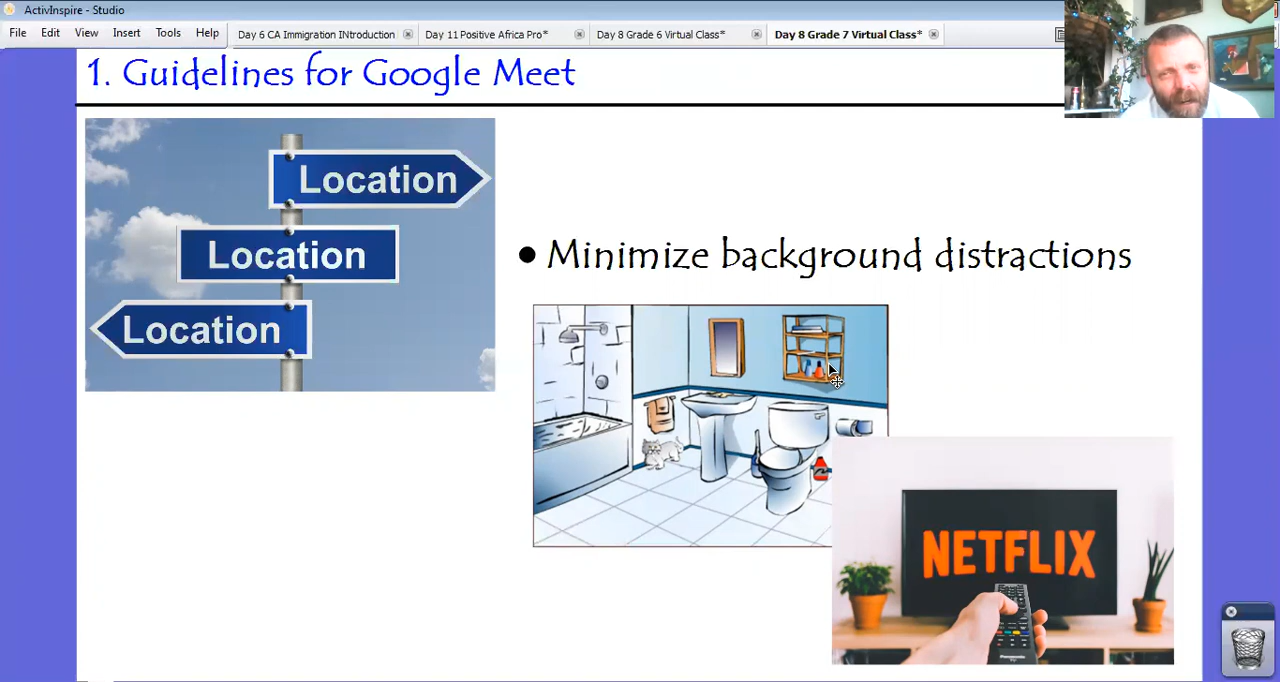 ActivInspire - Studio
File Edit View Insert Tools Help
Day 6 CA Immigration INtroduction Day 11 Positive Africa Pro* Day 8 Grade 6 Virtual Class* Day 8 Grade 7 Virtual Class*
1. Guidelines for Google Meet
Location
Location
Location
• Minimize background distractions
NETFLIX
Panasonic